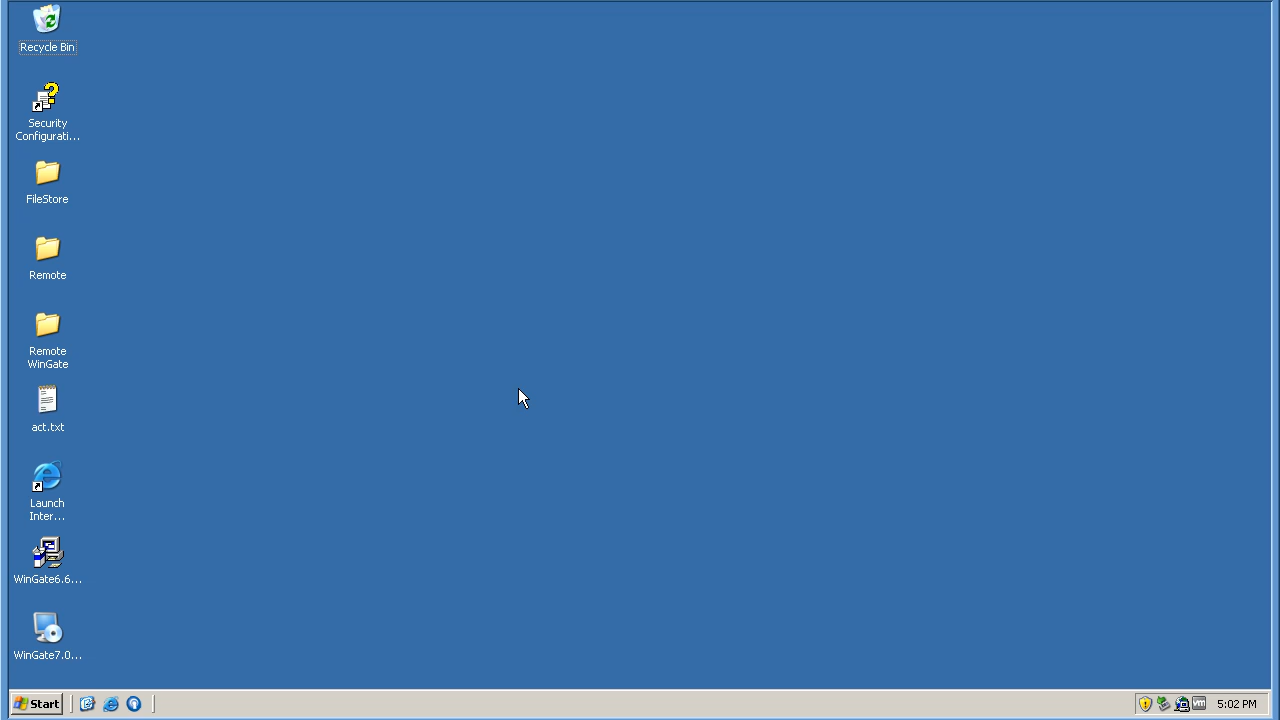 Recycle Bin
Security
Configurati...
FileStore
Remote
Remote
WinGate
act.txt
Launch
Inter...
WinGate6.6...
WinGate7.0...
Start
vm
5:02 PM